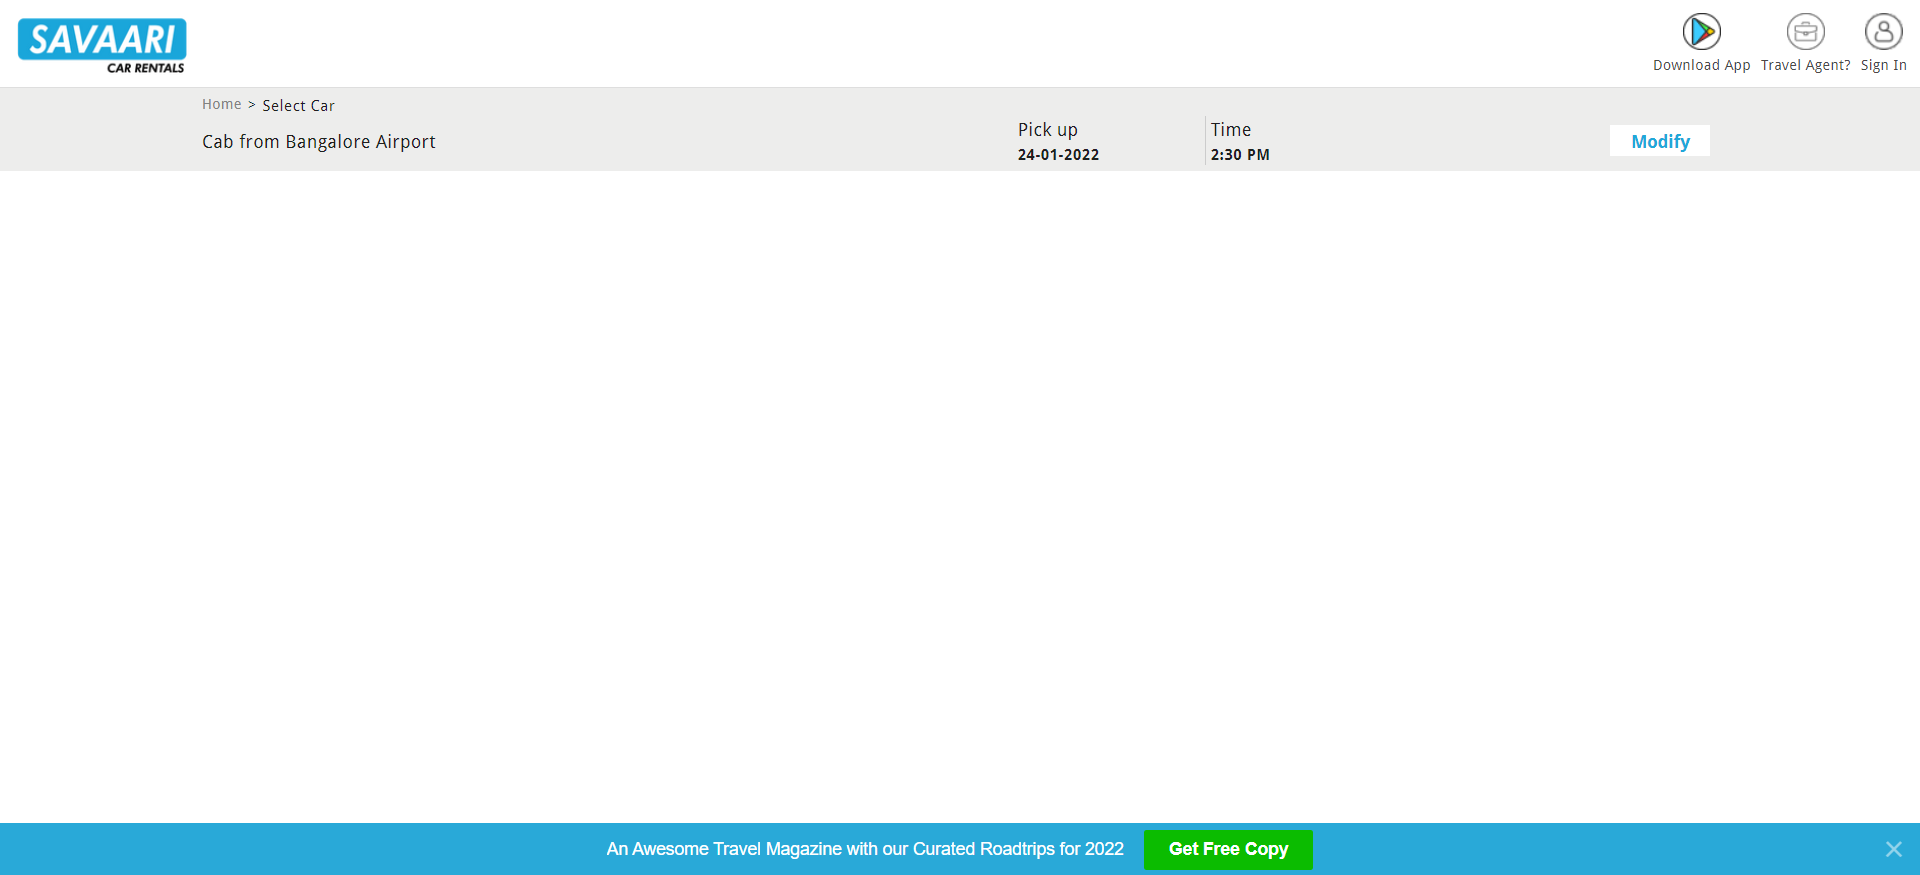 SAVAARI
CAR RENTALS
Download App
Travel Agent?
Sign In
Home > Select Car
Cab from Bangalore Airport
Pick up
24-01-2022
Time
2:30 PM
Modify
An Awesome Travel Magazine with our Curated Roadtrips for 2022
Get Free Copy